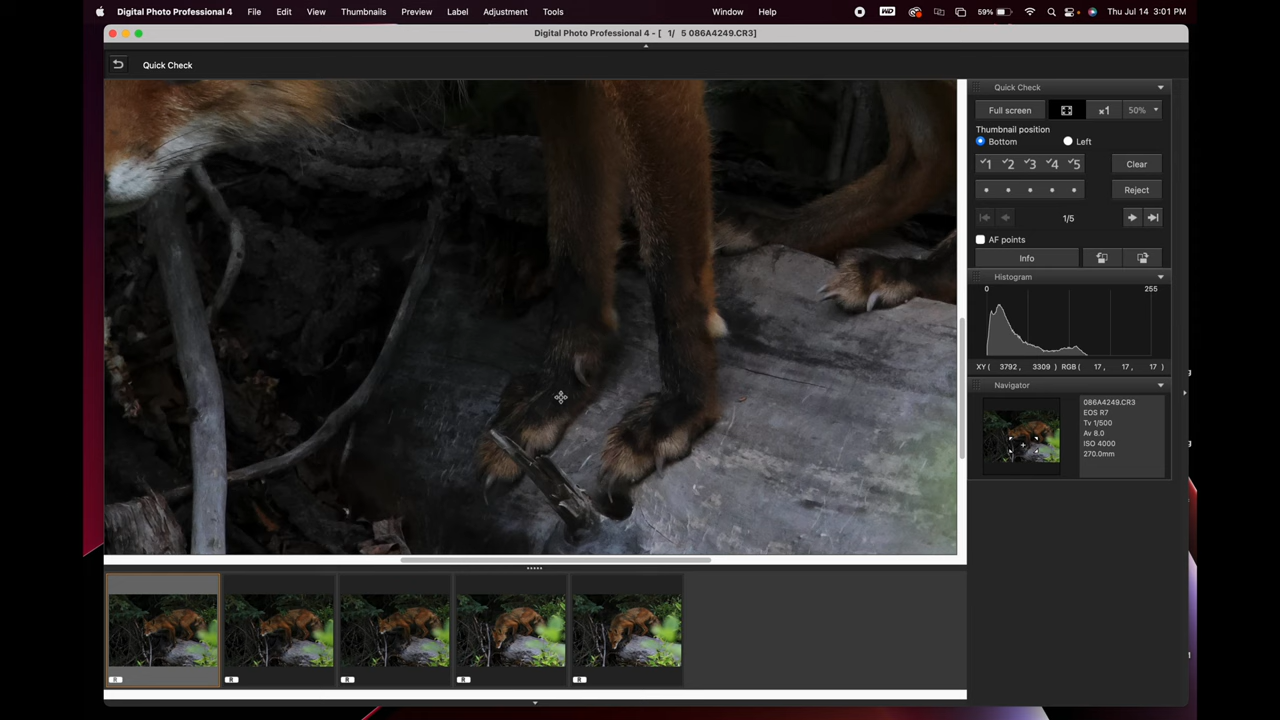 Digital Photo Professional 4 File Edit View Thumbnails Preview Label Adjustment Tools Window Help WD 59% Thu Jul 14 3:01 PM
Digital Photo Professional 4 - [ 1/ 5 086A4249.CR3]
Quick Check
Quick Check
Full screen x1 50%
Thumbnail position
Bottom Left
1 2 3 4 5 Clear
Reject
1/5
AF points
Info
Histogram
0 255
XY( 3792, 3309 ) RGB( 17, 17, 17 )
Navigator
086A4249.CR3
EOS R7
Tv 1/500
Av 8.0
ISO 4000
270.0mm
R R R R R